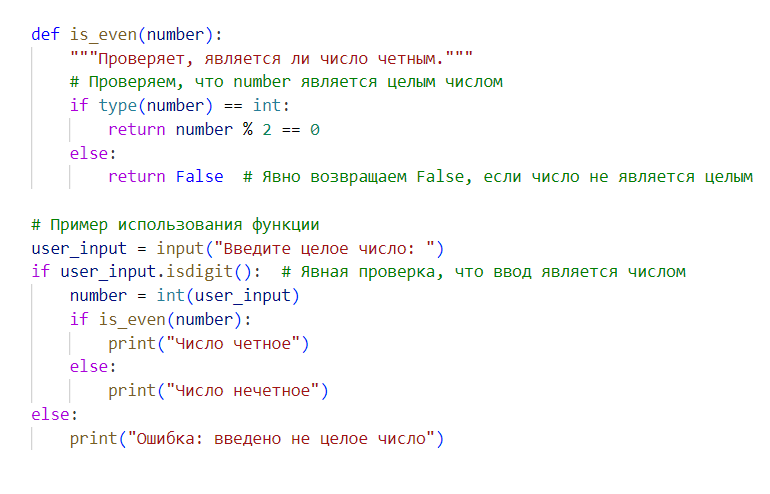 def is_even(number):
    """Проверяет, является ли число четным."""
    # Проверяем, что number является целым числом
    if type(number) == int:
        return number % 2 == 0
    else:
        return False  # Явно возвращаем False, если число не является целым

# Пример использования функции
user_input = input("Введите целое число: ")
if user_input.isdigit():  # Явная проверка, что ввод является числом
    number = int(user_input)
    if is_even(number):
        print("Число четное")
    else:
        print("Число нечетное")
else:
    print("Ошибка: введено не целое число")